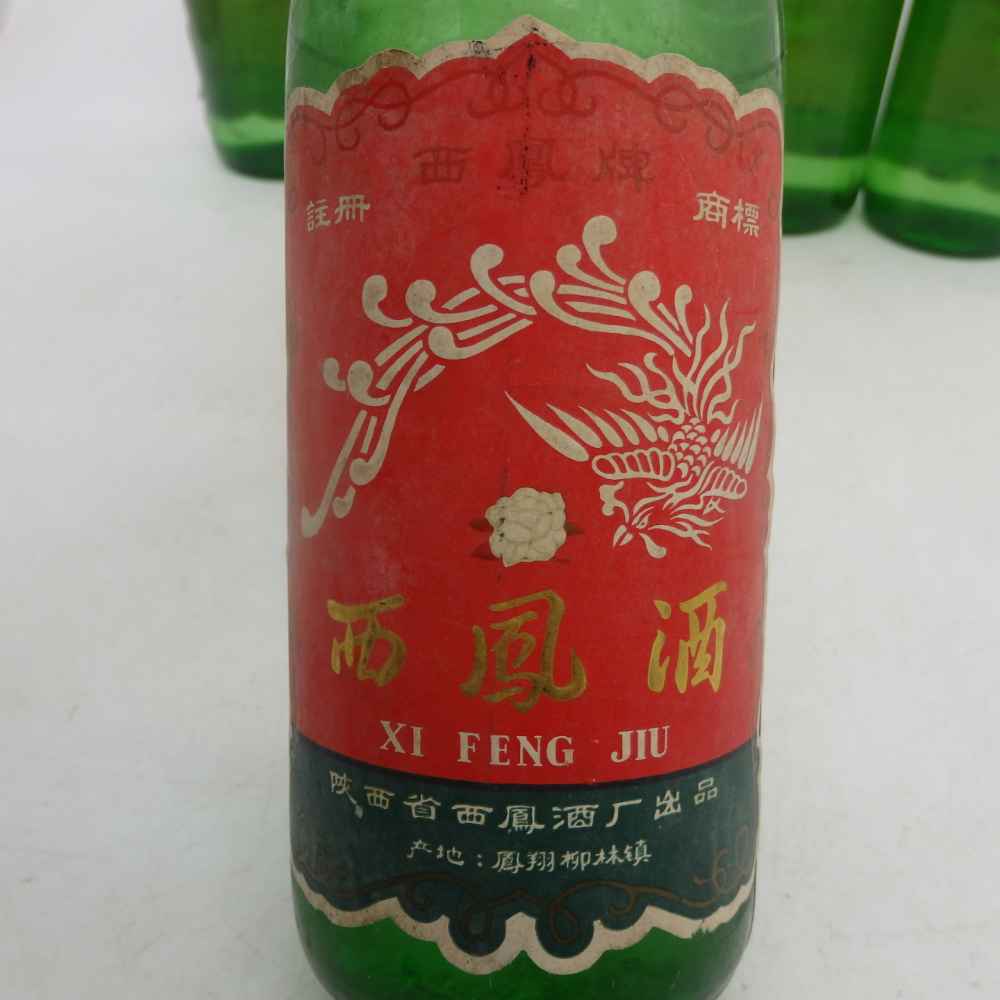 西鳳牌
註冊 商標
西鳳酒
XI FENG JIU
陕西省西鳳酒厂出品
产地：鳳翔柳林镇